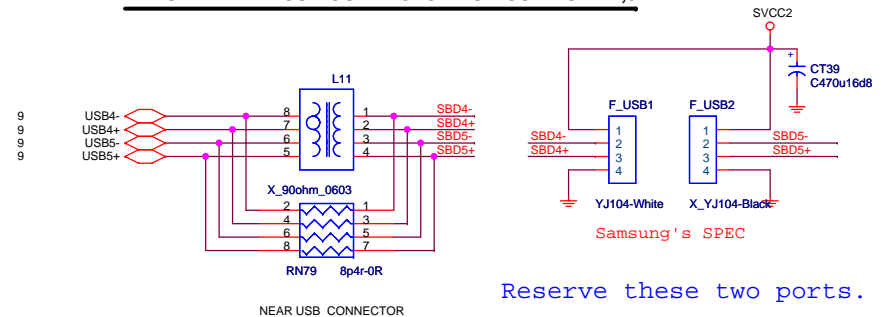 SVCC2
+
CT39
C470u16d8
L11
9 USB4- 8 1 SBD4-
9 USB4+ 7 2 SBD4+
9 USB5- 6 3 SBD5-
9 USB5+ 5 4 SBD5+
X_90ohm_0603
2 1
4 3
6 5
8 7
RN79 8p4r-0R
NEAR USB CONNECTOR
F_USB1 F_USB2
1 1
SBD4- 2 2 SBD5-
SBD4+ 3 3 SBD5+
4 4
YJ104-White X_YJ104-Black
Samsung's SPEC
Reserve these two ports.